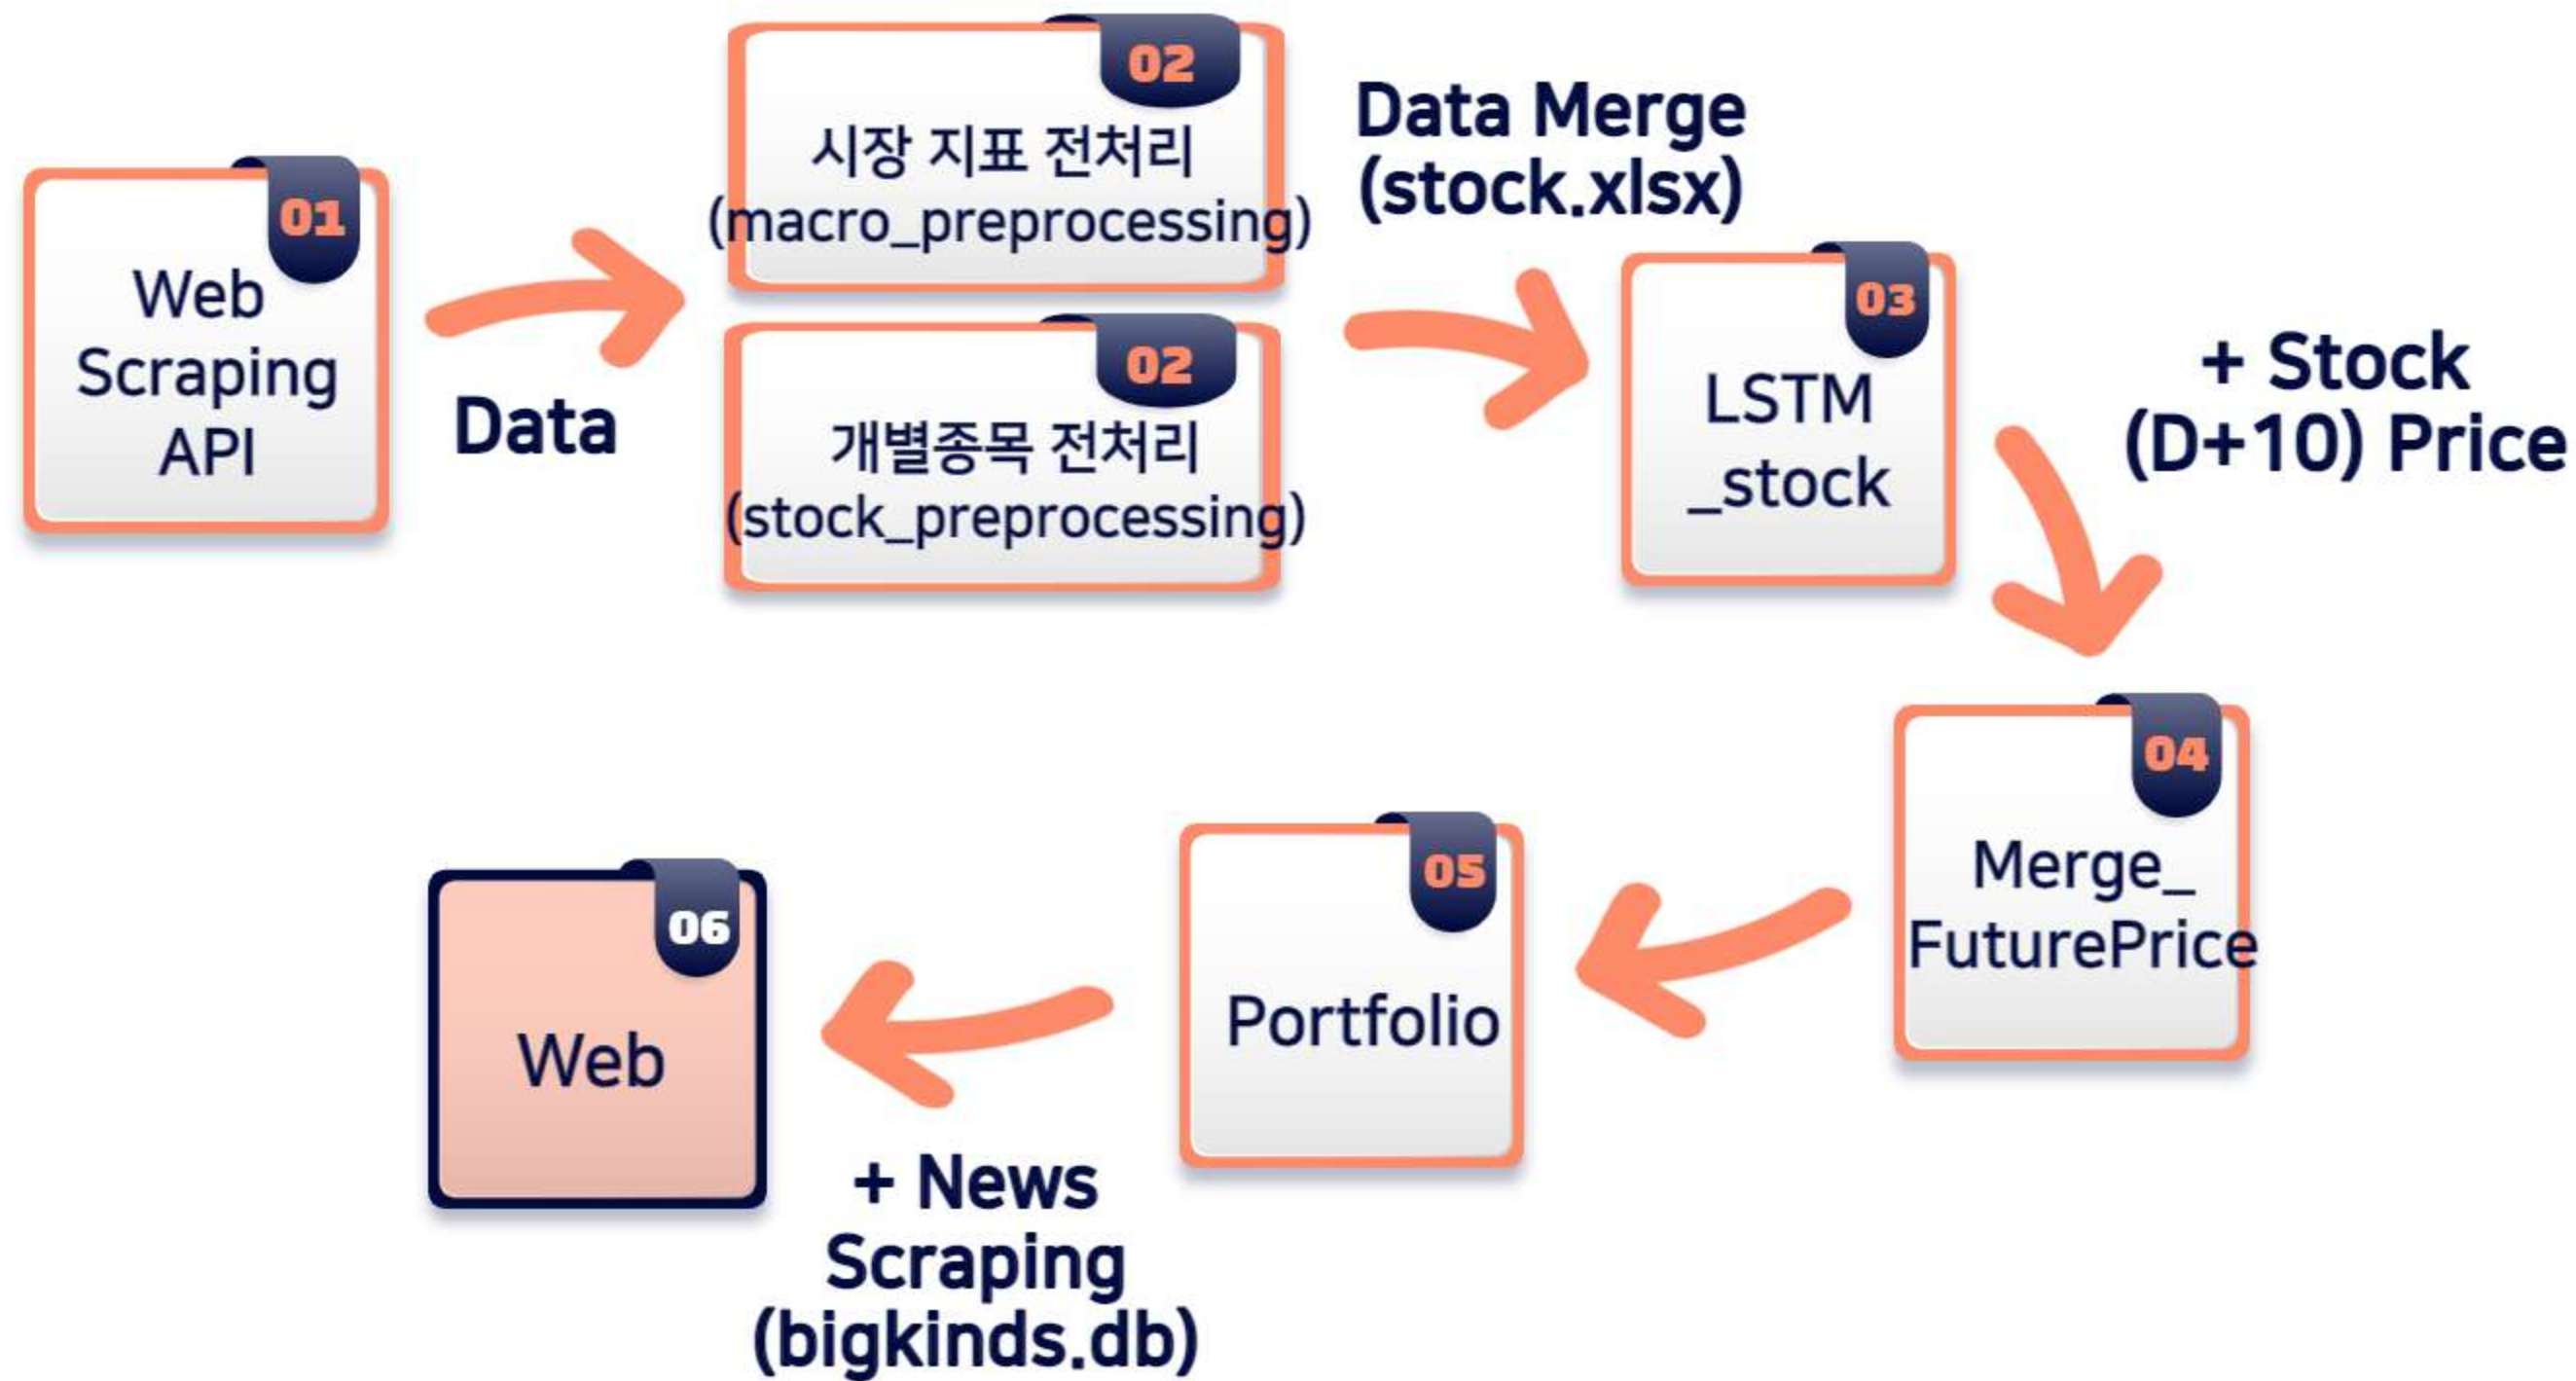 01
Web
Scraping
API
Data
02
시장 지표 전처리
(macro_preprocessing)
02
개별종목 전처리
(stock_preprocessing)
Data Merge
(stock.xlsx)
03
LSTM
_stock
+ Stock
(D+10) Price
04
Merge_
FuturePrice
05
Portfolio
+ News
Scraping
(bigkinds.db)
06
Web